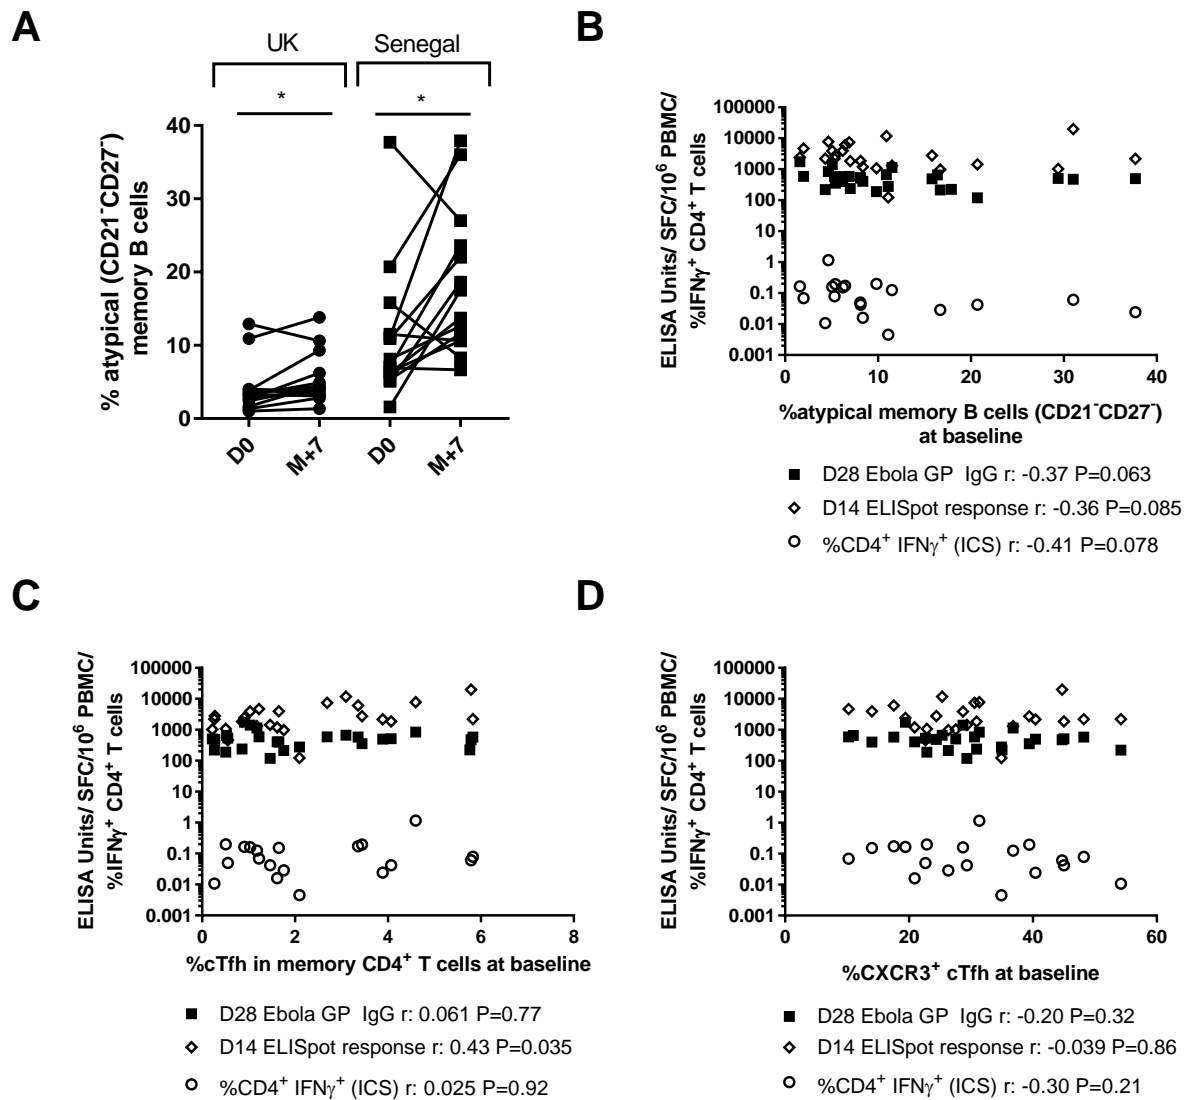 A
UK
Senegal
*
*
% atypical (CD21⁻CD27⁻)
memory B cells
40
30
20
10
0
D0
M+7
D0
M+7
B
ELISA Units/ SFC/10⁶ PBMC/
%IFNγ⁺ CD4⁺ T cells
100000
10000
1000
100
10
1
0.1
0.01
0.001
0
10
20
30
40
%atypical memory B cells (CD21⁻CD27⁻)
at baseline
D28 Ebola GP IgG r: -0.37 P=0.063
D14 ELISpot response r: -0.36 P=0.085
%CD4⁺ IFNγ⁺ (ICS) r: -0.41 P=0.078
C
ELISA Units/ SFC/10⁶ PBMC/
%IFNγ⁺ CD4⁺ T cells
100000
10000
1000
100
10
1
0.1
0.01
0.001
0
2
4
6
8
%cTfh in memory CD4⁺ T cells at baseline
D28 Ebola GP IgG r: 0.061 P=0.77
D14 ELISpot response r: 0.43 P=0.035
%CD4⁺ IFNγ⁺ (ICS) r: 0.025 P=0.92
D
ELISA Units/ SFC/10⁶ PBMC/
%IFNγ⁺ CD4⁺ T cells
100000
10000
1000
100
10
1
0.1
0.01
0.001
0
20
40
60
%CXCR3⁺ cTfh at baseline
D28 Ebola GP IgG r: -0.20 P=0.32
D14 ELISpot response r: -0.039 P=0.86
%CD4⁺ IFNγ⁺ (ICS) r: -0.30 P=0.21